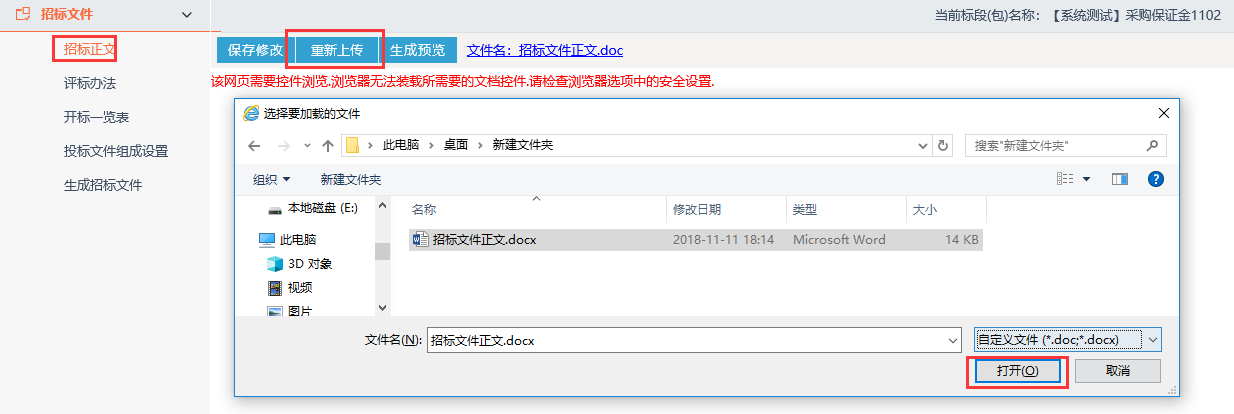 招标文件
当前标段(包)名称：【系统测试】采购保证金1102
招标正文
评标办法
开标一览表
投标文件组成设置
生成招标文件
保存修改 重新上传 生成预览 文件名：招标文件正文.doc
该网页需要控件浏览.浏览器无法装载所需要的文档控件.请检查浏览器选项中的安全设置.
选择要加载的文件
此电脑 桌面 新建文件夹
搜索"新建文件夹"
组织 新建文件夹
本地磁盘 (E:)
此电脑
3D 对象
视频
图片
名称 修改日期 类型 大小
招标文件正文.docx 2018-11-11 18:14 Microsoft Word 14 KB
文件名(N): 招标文件正文.docx 自定义文件 (*.doc;*.docx)
打开(O) 取消